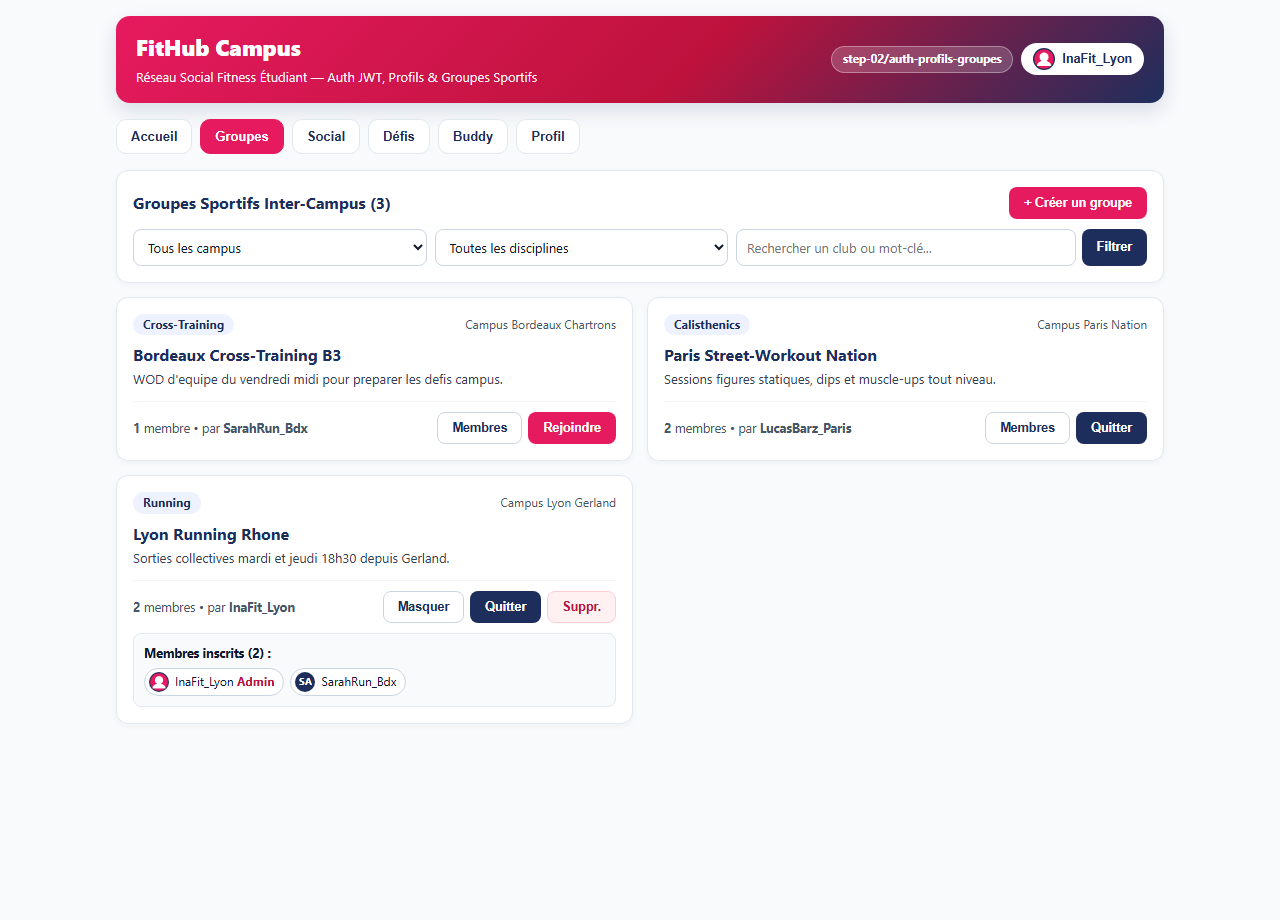 FitHub Campus
Réseau Social Fitness Étudiant — Auth JWT, Profils & Groupes Sportifs
step-02/auth-profils-groupes
InaFit_Lyon
Accueil
Groupes
Social
Défis
Buddy
Profil
Groupes Sportifs Inter-Campus (3)
+ Créer un groupe
Tous les campus
Toutes les disciplines
Rechercher un club ou mot-clé...
Filtrer
Cross-Training
Campus Bordeaux Chartrons
Bordeaux Cross-Training B3
WOD d'equipe du vendredi midi pour preparer les defis campus.
1 membre • par SarahRun_Bdx
Membres
Rejoindre
Calisthenics
Campus Paris Nation
Paris Street-Workout Nation
Sessions figures statiques, dips et muscle-ups tout niveau.
2 membres • par LucasBarz_Paris
Membres
Quitter
Running
Campus Lyon Gerland
Lyon Running Rhone
Sorties collectives mardi et jeudi 18h30 depuis Gerland.
2 membres • par InaFit_Lyon
Masquer
Quitter
Suppr.
Membres inscrits (2) :
InaFit_Lyon Admin
SA SarahRun_Bdx